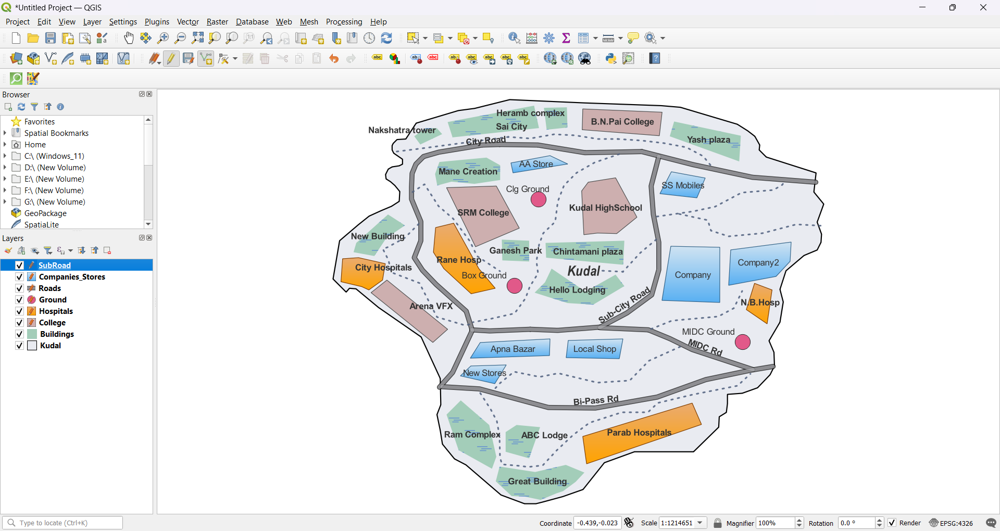 *Untitled Project — QGIS
Project Edit View Layer Settings Plugins Vector Raster Database Web Mesh Processing Help
Browser
Favorites
Spatial Bookmarks
Home
C:\ (Windows_11)
D:\ (New Volume)
E:\ (New Volume)
F:\ (New Volume)
G:\ (New Volume)
GeoPackage
SpatiaLite
Layers
SubRoad
Companies_Stores
Roads
Ground
Hospitals
College
Buildings
Kudal
Heramb complex
B.N.Pai College
Nakshatra tower
Sai City
City Road
Yash plaza
AA Store
Mane Creation
SS Mobiles
Clg Ground
Kudal HighSchool
SRM College
New Building
Ganesh Park
Chintamani plaza
Rane Hosp
City Hospitals
Kudal
Box Ground
Company
Company2
Hello Lodging
Arena VFX
Sub-City Road
N.B.Hosp
MIDC Ground
MIDC Rd
Apna Bazar
Local Shop
New Stores
Bi-Pass Rd
Ram Complex
ABC Lodge
Parab Hospitals
Great Building
Type to locate (Ctrl+K)
Coordinate -0.439,-0.023 Scale 1:1214651 Magnifier 100% Rotation 0.0 ° Render EPSG:4326